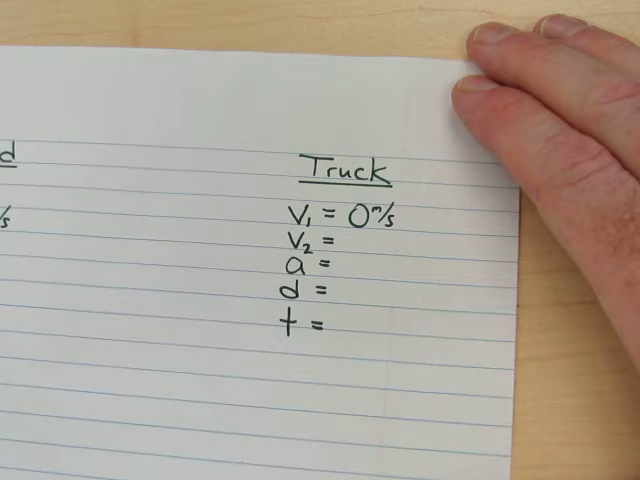 d
Truck
/s
V₁ = 0 m/s
V₂ =
a =
d =
t =